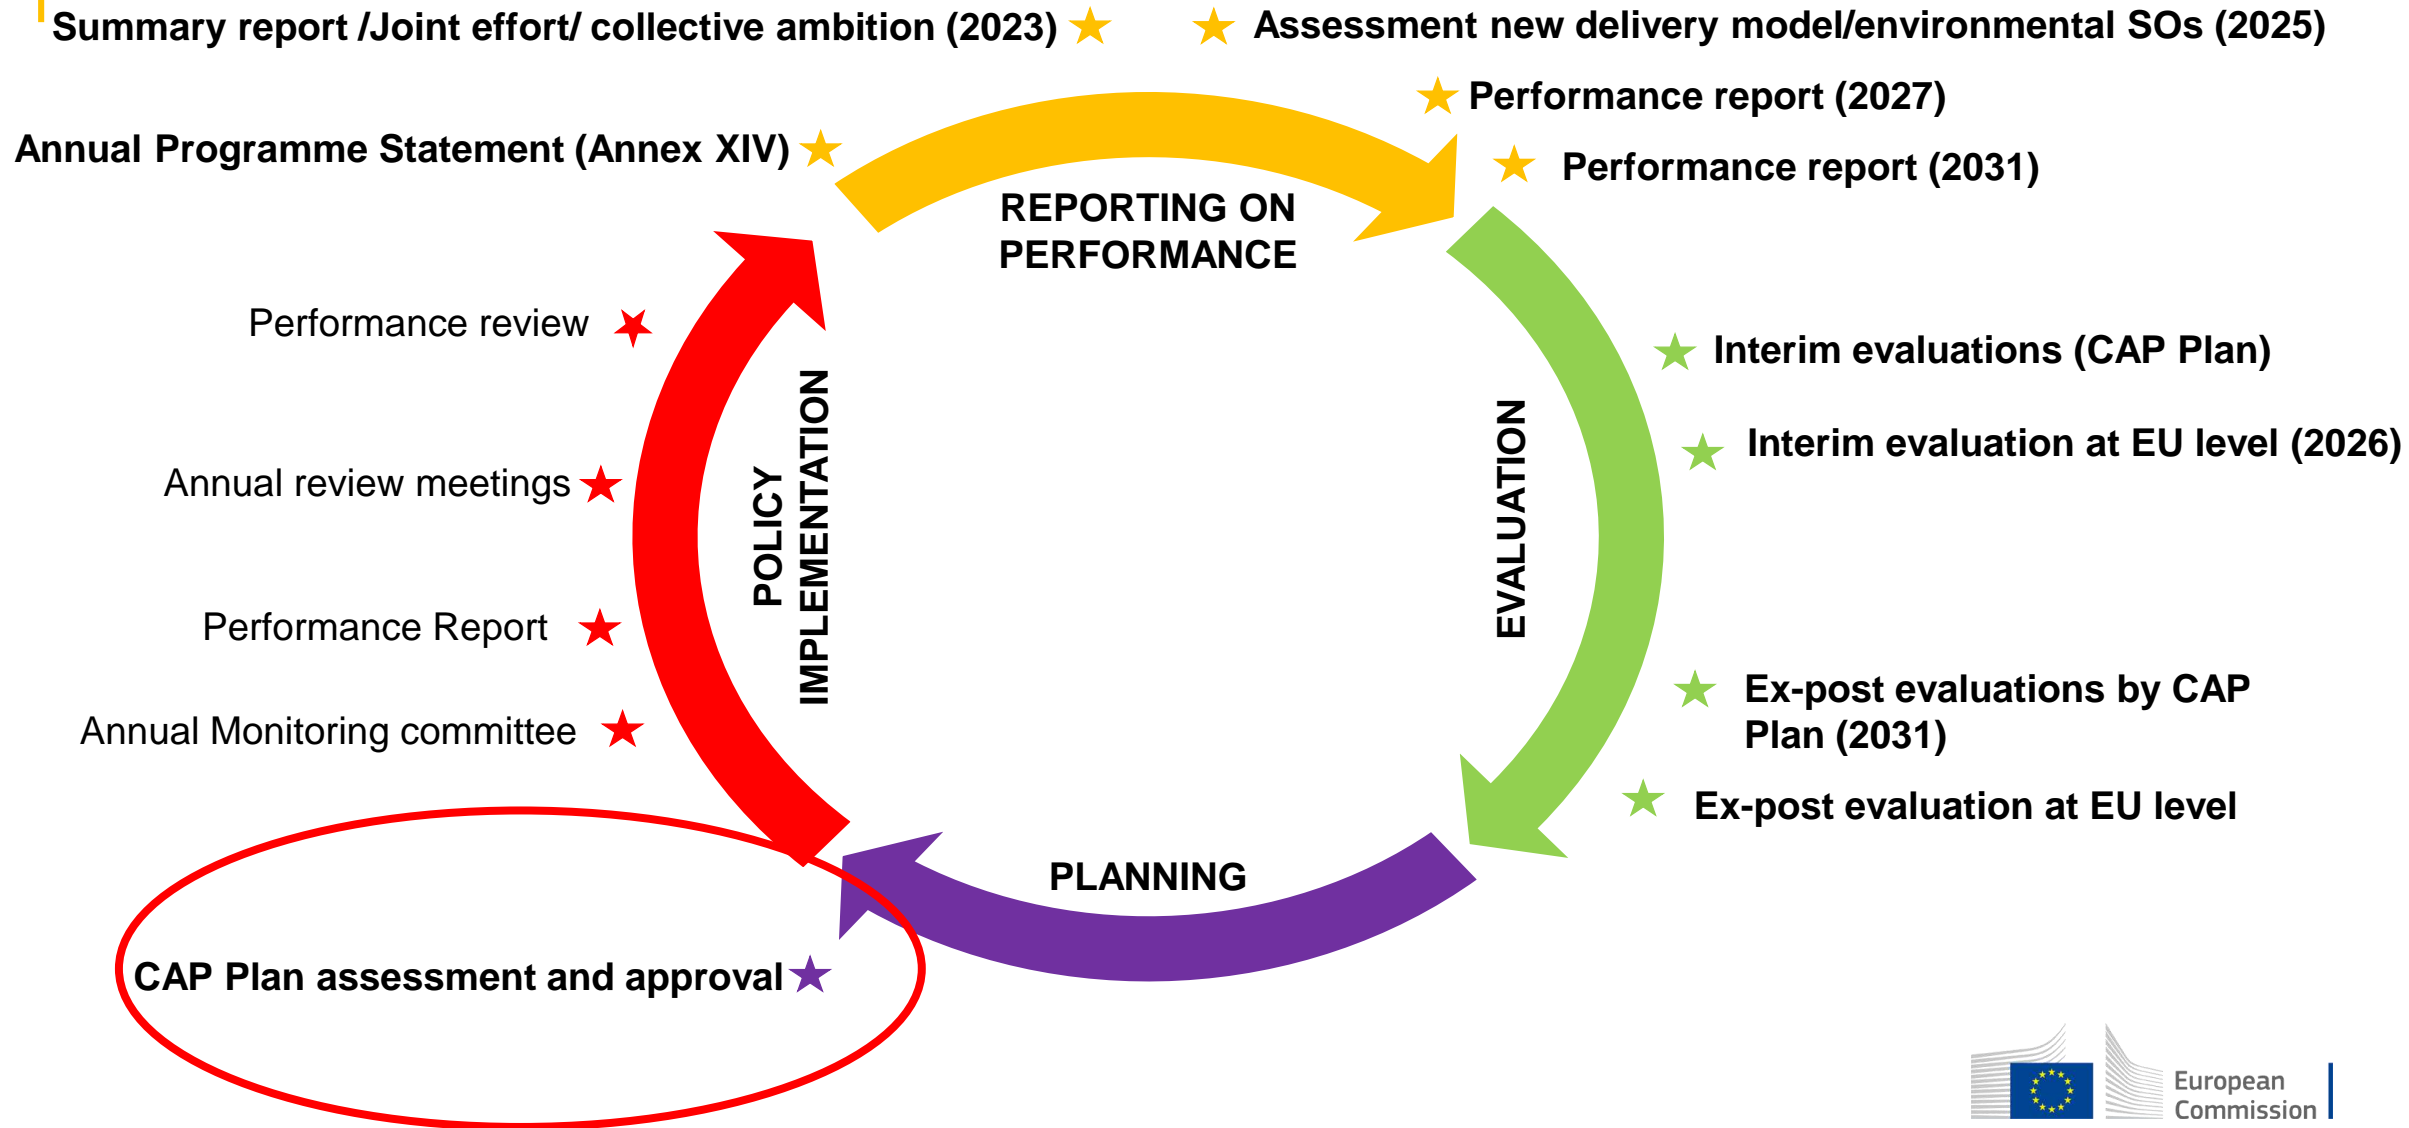 Summary report /Joint effort/ collective ambition (2023)
Assessment new delivery model/environmental SOs (2025)
Performance report (2027)
Annual Programme Statement (Annex XIV)
Performance report (2031)
REPORTING ON
PERFORMANCE
Performance review
Interim evaluations (CAP Plan)
Interim evaluation at EU level (2026)
Annual review meetings
POLICY
IMPLEMENTATION
EVALUATION
Performance Report
Annual Monitoring committee
Ex-post evaluations by CAP
Plan (2031)
Ex-post evaluation at EU level
PLANNING
CAP Plan assessment and approval
European
Commission